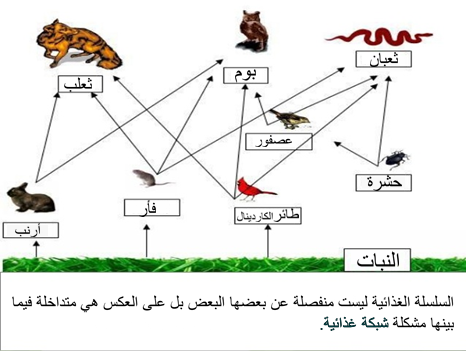 ثعلب
بوم
ثعبان
عصفور
حشرة
أرنب
فأر
طائر الكاردينال
النبات
السلسلة الغذائية ليست منفصلة عن بعضها البعض بل على العكس هي متداخلة فيما
بينها مشكلة شبكة غذائية.